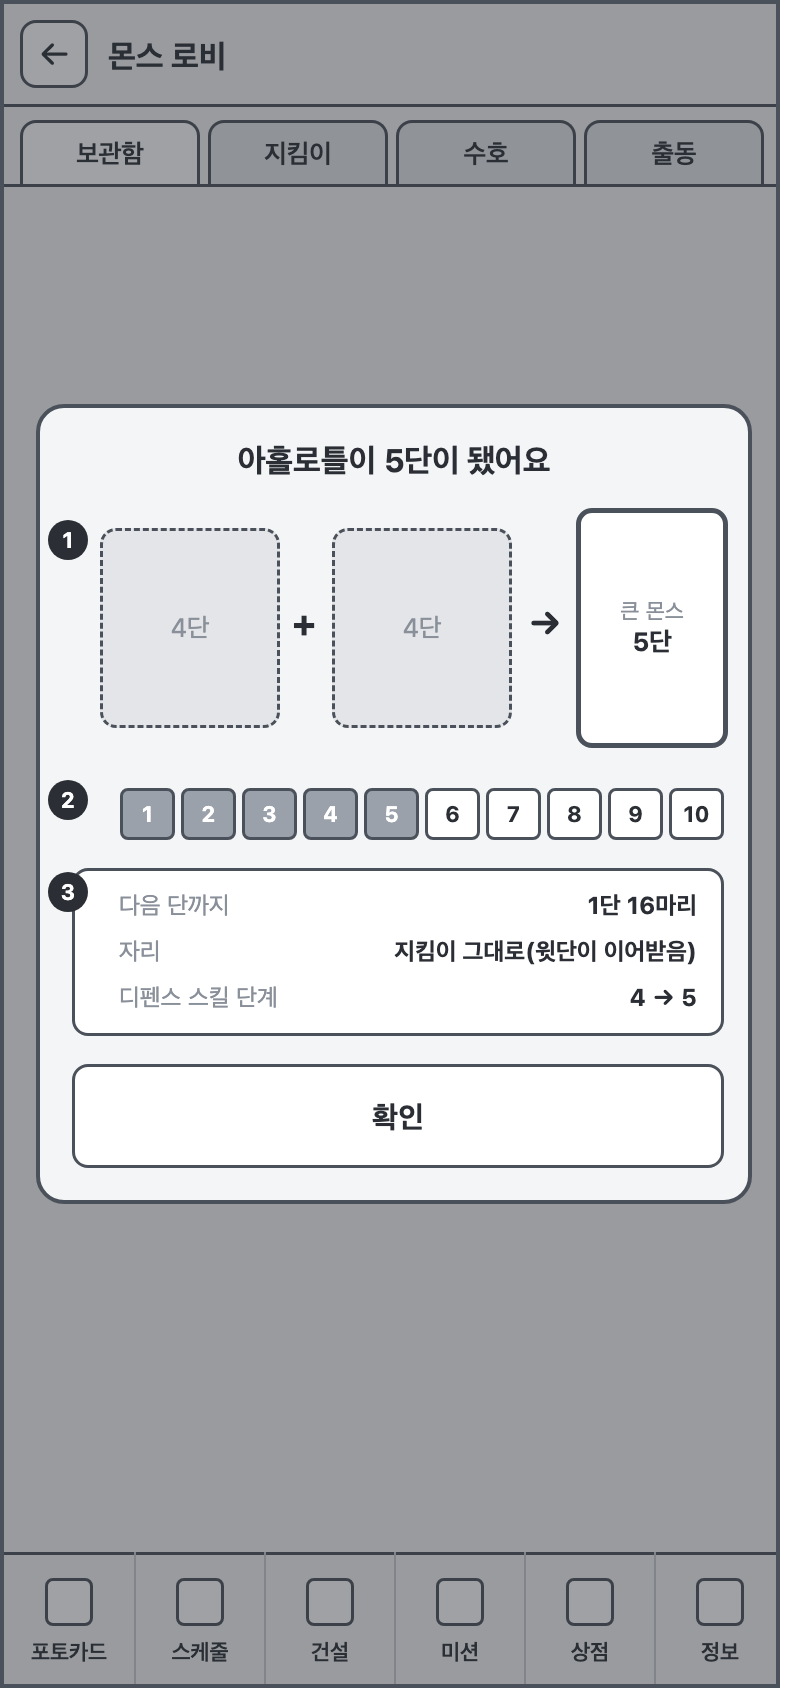 ← 몬스 로비
보관함 지킴이 수호 출동
아홀로틀이 5단이 됐어요
1
4단 + 4단 → 큰 몬스
5단
2
1 2 3 4 5 6 7 8 9 10
3
다음 단까지 1단 16마리
자리 지킴이 그대로(윗단이 이어받음)
디펜스 스킬 단계 4 → 5
확인
포토카드 스케줄 건설 미션 상점 정보